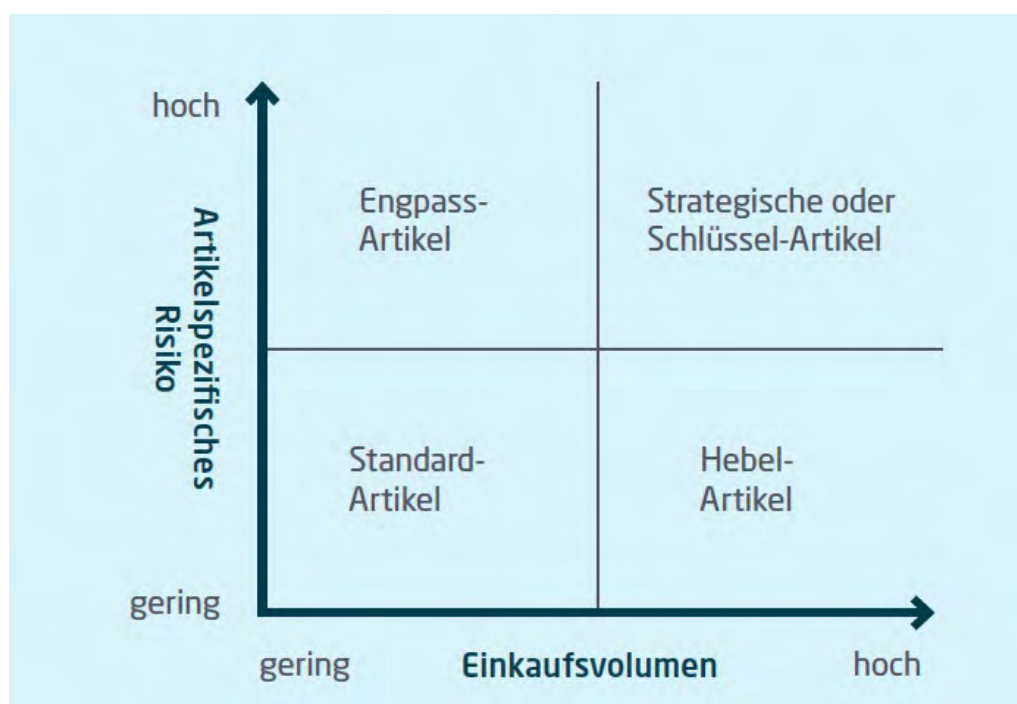 hoch
Engpass-
Artikel
Strategische oder
Schlüssel-Artikel
Artikelspezifisches
Risiko
Standard-
Artikel
Hebel-
Artikel
gering
gering
Einkaufsvolumen
hoch